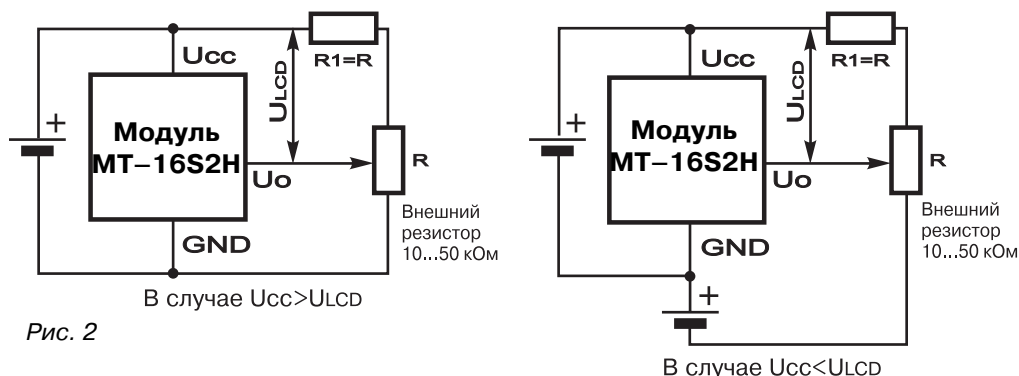 Ucc
R1=R
ULCD
+
Модуль
MT–16S2H
Uo
R
Внешний
резистор
10...50 кОм
GND
В случае Ucc>ULCD
Рис. 2
Ucc
R1=R
ULCD
+
Модуль
MT–16S2H
Uo
R
Внешний
резистор
10...50 кОм
GND
+
В случае Ucc<ULCD